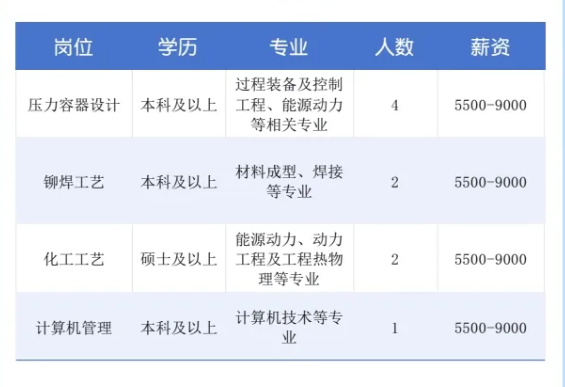 岗位 学历 专业 人数 薪资
过程装备及控制
压力容器设计 本科及以上 工程、能源动力 4 5500-9000
等相关专业
材料成型、焊接
铆焊工艺 本科及以上 2 5500-9000
等专业
能源动力、动力
化工工艺 硕士及以上 工程及工程热物 2 5500-9000
理等专业
计算机技术等专
计算机管理 本科及以上 1 5500-9000
业